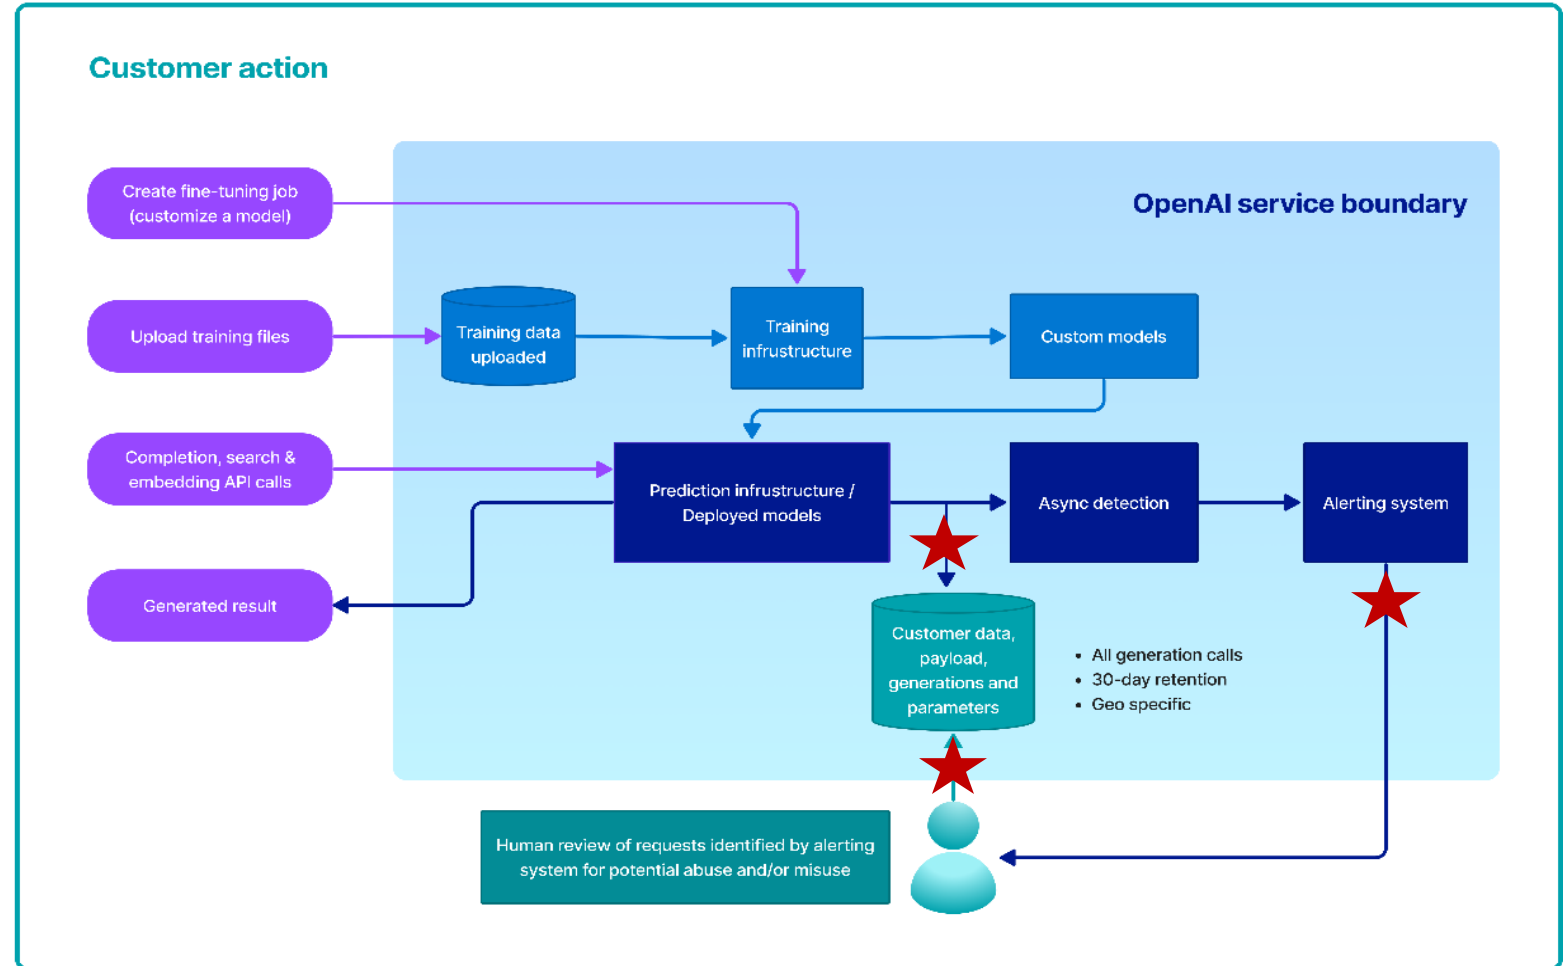 Customer action
OpenAI service boundary
Create fine-tuning job
(customize a model)
Upload training files
Training data
uploaded
Training
infrustructure
Custom models
Completion, search &
embedding API calls
Prediction infrustructure /
Deployed models
Async detection
Alerting system
Generated result
Customer data,
payload,
generations and
parameters
• All generation calls
• 30-day retention
• Geo specific
Human review of requests identified by alerting
system for potential abuse and/or misuse